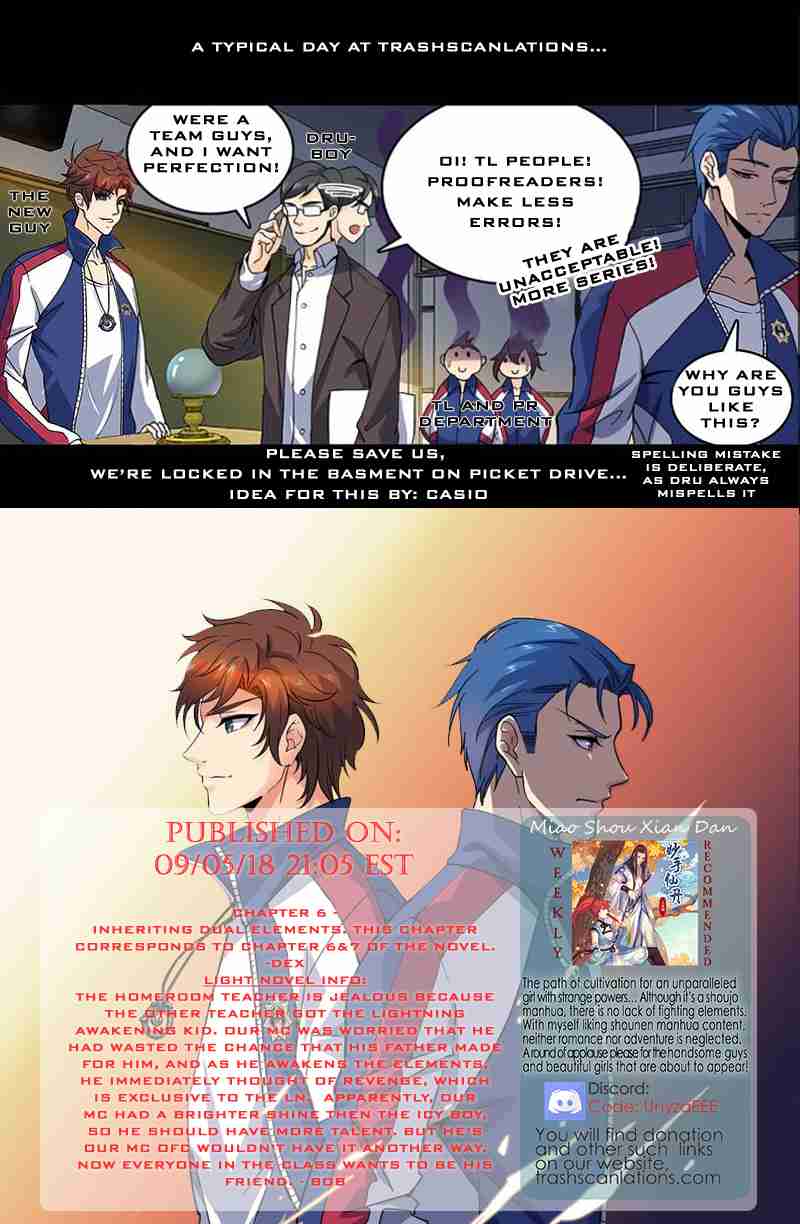 A TYPICAL DAY AT TRASHSCANLATIONS...
THE
NEW
GUY
WERE A
TEAM GUYS,
AND I WANT
PERFECTION!
DRU-
BOY
OI! TL PEOPLE!
PROOFREADERS!
MAKE LESS
ERRORS!
THEY ARE
UNACCEPTABLE!
MORE SERIES!
TL AND PR
DEPARTMENT
WHY ARE
YOU GUYS
LIKE
THIS?
PLEASE SAVE US,
WE'RE LOCKED IN THE BASMENT ON PICKET DRIVE...
IDEA FOR THIS BY: CASIO
SPELLING MISTAKE
IS DELIBERATE,
AS DRU ALWAYS
MISPELLS IT
PUBLISHED ON:
09/05/18 21:05 EST
CHAPTER 6 -
INHERITING DUAL ELEMENTS. THIS CHAPTER
CORRESPONDS TO CHAPTER 6&7 OF THE NOVEL.
-DEX
LIGHT NOVEL INFO:
THE HOMEROOM TEACHER IS JEALOUS BECAUSE
THE OTHER TEACHER GOT THE LIGHTNING
AWAKENING KID. OUR MC WAS WORRIED THAT HE
HAD WASTED THE CHANCE THAT HIS FATHER MADE
FOR HIM, AND AS HE AWAKENS THE ELEMENTS,
HE IMMEDIATELY THOUGHT OF REVENGE, WHICH
IS EXCLUSIVE TO THE LN. APPARENTLY, OUR
MC HAD A BRIGHTER SHINE THEN THE ICY BOY,
SO HE SHOULD HAVE MORE TALENT. BUT HE'S
OUR MC OFC WOULDN'T HAVE IT ANOTHER WAY.
NOW EVERYONE IN THE CLASS WANTS TO BE HIS
FRIEND. - BOB
Miao Shou Xian Dan
WEEKLY
妙手仙丹
RECOMMENDED
The path of cultivation for an unparalleled
girl with strange powers... Although it's a shoujo
manhua, there is no lack of fighting elements.
With myself liking shounen manhua content,
neither romance nor adventure is neglected.
A round of applause please for the handsome guys
and beautiful girls that are about to appear!
Discord:
Code: UnyzaEEE
You will find donation
and other such links
on our website,
trashscanlations.com